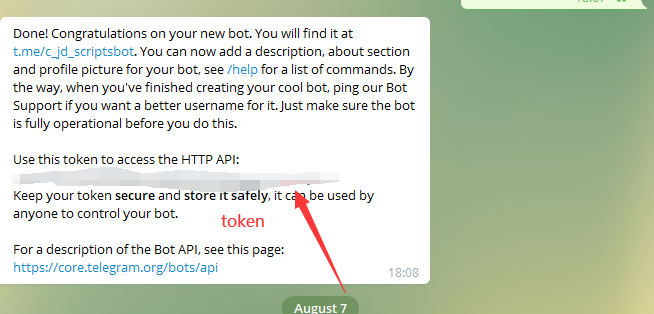 Done! Congratulations on your new bot. You will find it at
t.me/c_jd_scriptsbot. You can now add a description, about section
and profile picture for your bot, see /help for a list of commands. By
the way, when you've finished creating your cool bot, ping our Bot
Support if you want a better username for it. Just make sure the bot
is fully operational before you do this.
Use this token to access the HTTP API:
Keep your token secure and store it safely, it can be used by
anyone to control your bot.
token
For a description of the Bot API, see this page:
https://core.telegram.org/bots/api
18:08
August 7